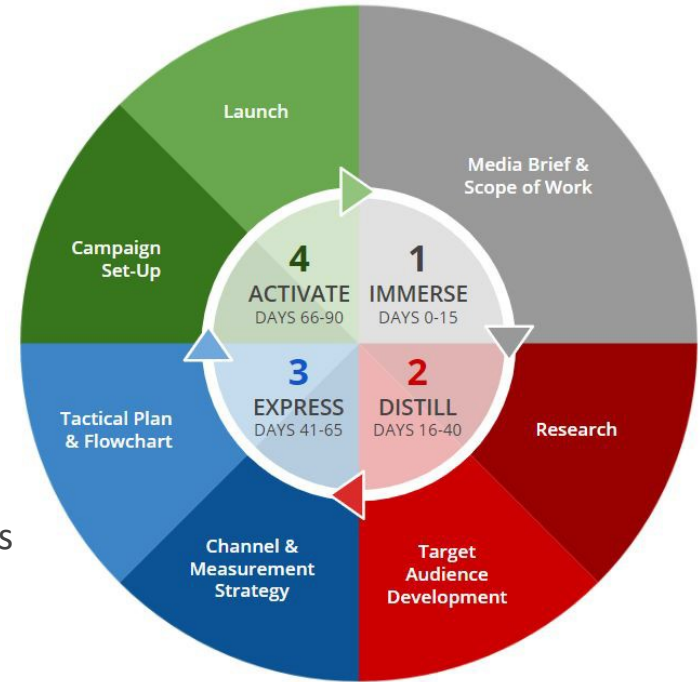 Launch
Media Brief &
Scope of Work
Campaign
Set-Up
4
ACTIVATE
DAYS 66-90
1
IMMERSE
DAYS 0-15
3
EXPRESS
DAYS 41-65
2
DISTILL
DAYS 16-40
Tactical Plan
& Flowchart
Research
s
Channel &
Measurement
Strategy
Target
Audience
Development